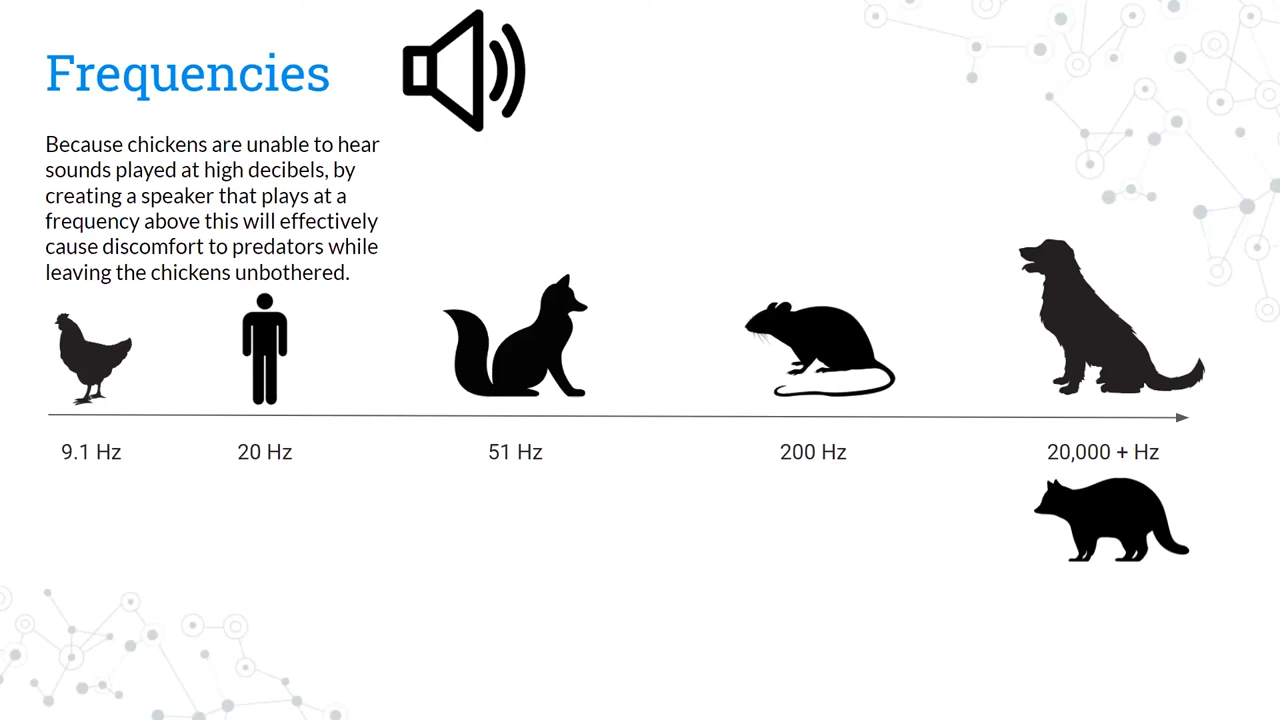 Frequencies
Because chickens are unable to hear
sounds played at high decibels, by
creating a speaker that plays at a
frequency above this will effectively
cause discomfort to predators while
leaving the chickens unbothered.
9.1 Hz
20 Hz
51 Hz
200 Hz
20,000 + Hz